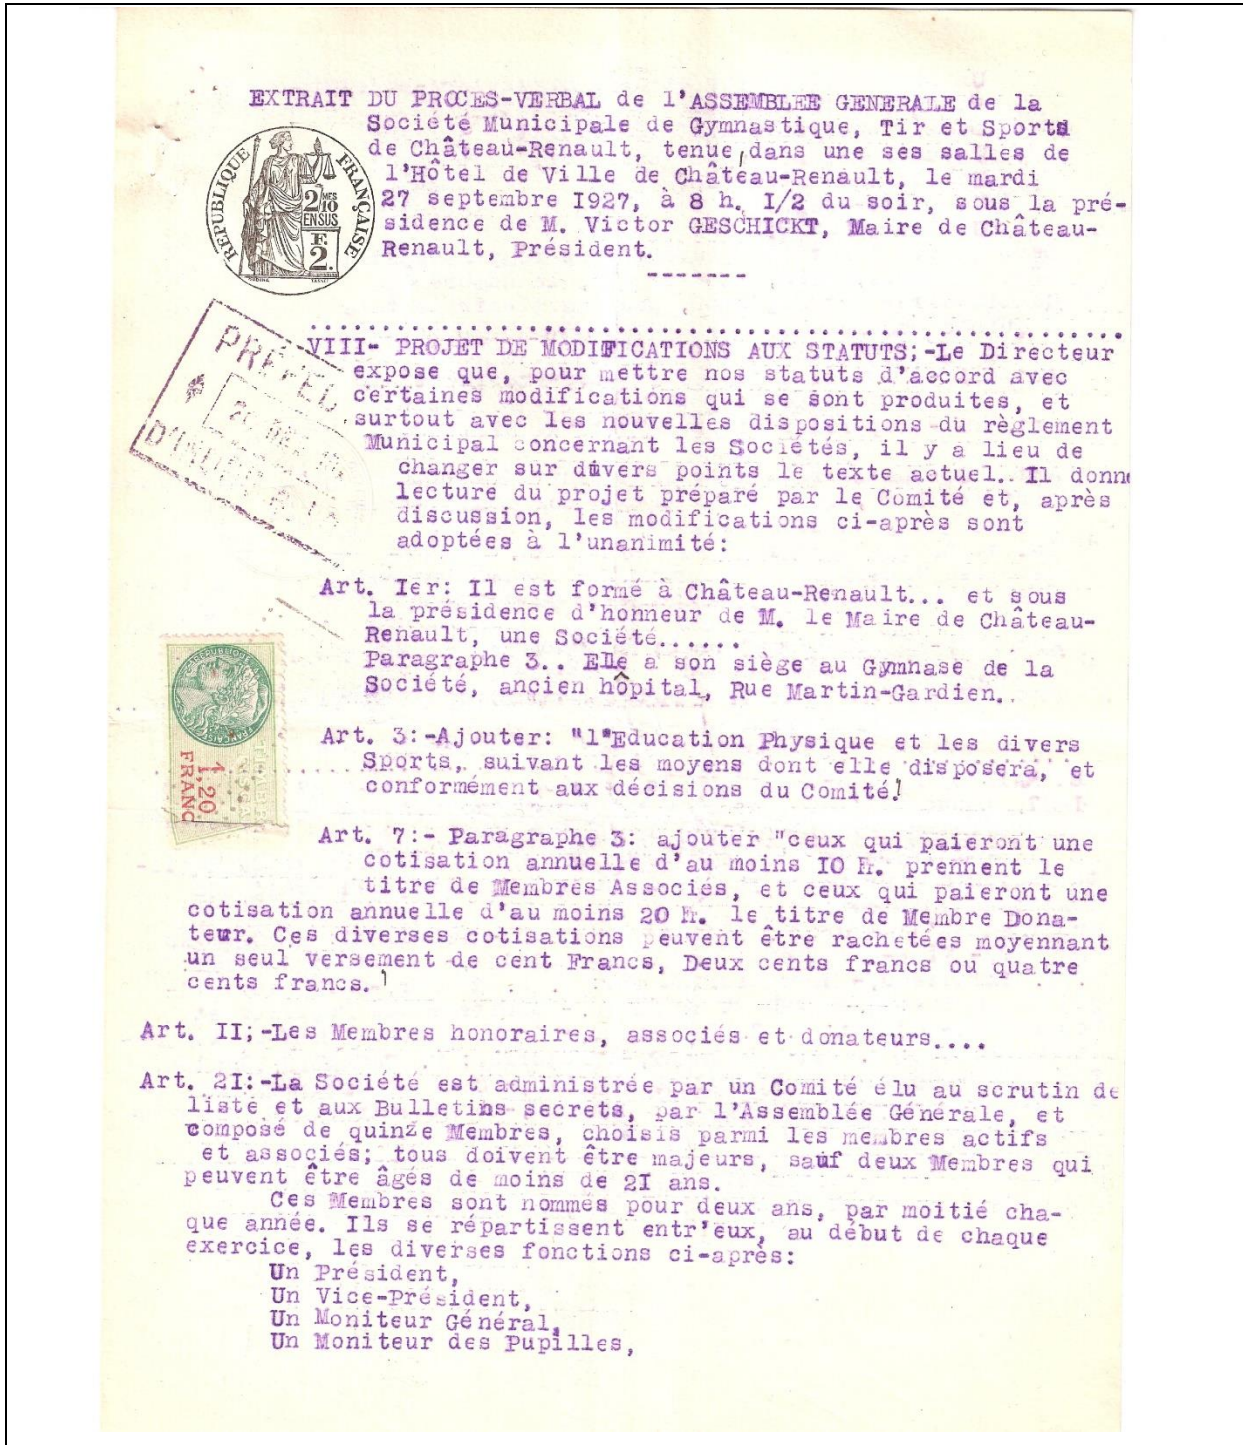 EXTRAIT DU PROCES-VERBAL de l'ASSEMBLEE GENERALE de la
Société Municipale de Gymnastique, Tir et Sports
de Château-Renault, tenue, dans une ses salles de
l'Hôtel de Ville de Château-Renault, le mardi
27 septembre I927, à 8 h. I/2 du soir, sous la pré-
sidence de M. Victor GESCHICKT, Maire de Château-
Renault, Président.
-------
REPUBLIQUE FRANÇAISE
2/10 MES
EN SUS
F.
2.
PREFEC
D'INDRE & L
......................................................
-VIII- PROJET DE MODIFICATIONS AUX STATUTS;-Le Directeur
expose que, pour mettre nos statuts d'accord avec
certaines modifications qui se sont produites, et
surtout avec les nouvelles dispositions du règlement
Municipal concernant les Sociétés, il y a lieu de
changer sur divers points le texte actuel.. Il donne
lecture du projet préparé par le Comité et, après
discussion, les modifications ci-après sont
adoptées à l'unanimité:
Art. Ier: Il est formé à Château-Renault... et sous
la présidence d'honneur de M. le Maire de Château-
Renault, une Société......
Paragraphe 3.. Elle a son siège au Gymnase de la
Société, ancien hôpital, Rue Martin-Gardien..
1,20
FRANC
Art. 3:-Ajouter: "l'Education Physique et les divers
Sports, suivant les moyens dont elle disposera, et
conformément aux décisions du Comité!
Art. 7:- Paragraphe 3: ajouter "ceux qui paieront une
cotisation annuelle d'au moins IO Fr. prennent le
titre de Membres Associés, et ceux qui paieront une
cotisation annuelle d'au moins 20 Fr. le titre de Membre Dona-
teur. Ces diverses cotisations peuvent être rachetées moyennant
un seul versement de cent Francs, Deux cents francs ou quatre
cents francs.
Art. II;-Les Membres honoraires, associés et donateurs....
Art. 2I:-La Société est administrée par un Comité élu au scrutin de
liste et aux Bulletins secrets, par l'Assemblée Générale, et
composé de quinze Membres, choisis parmi les membres actifs
et associés; tous doivent être majeurs, sauf deux Membres qui
peuvent être âgés de moins de 2I ans.
Ces Membres sont nommés pour deux ans, par moitié cha-
que année. Ils se répartissent entr'eux, au début de chaque
exercice, les diverses fonctions ci-après:
Un Président,
Un Vice-Président,
Un Moniteur Général,
Un Moniteur des Pupilles,